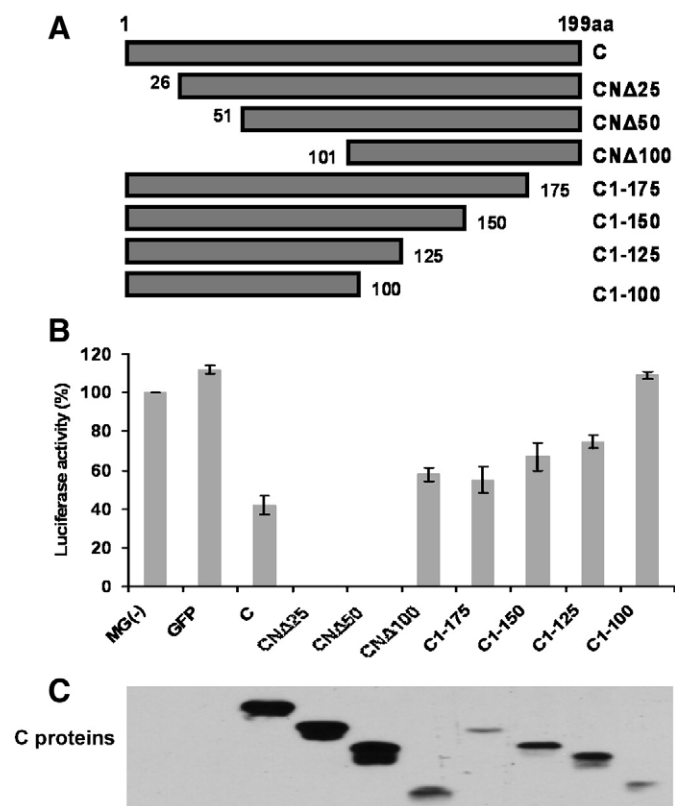 A
1 199aa
C
26 CNΔ25
51 CNΔ50
101 CNΔ100
175 C1-175
150 C1-150
125 C1-125
100 C1-100
B
Luciferase activity (%)
120
100
80
60
40
20
0
MG(-) GFP C CNΔ25 CNΔ50 CNΔ100 C1-175 C1-150 C1-125 C1-100
C
C proteins